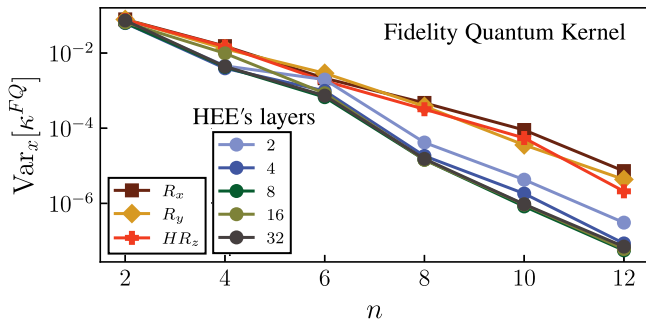 Fidelity Quantum Kernel
Var_x[κ^{FQ}]
10^{-2}
10^{-4}
10^{-6}
HEE's layers
R_x
R_y
HR_z
2
4
8
16
32
2 4 6 8 10 12
n